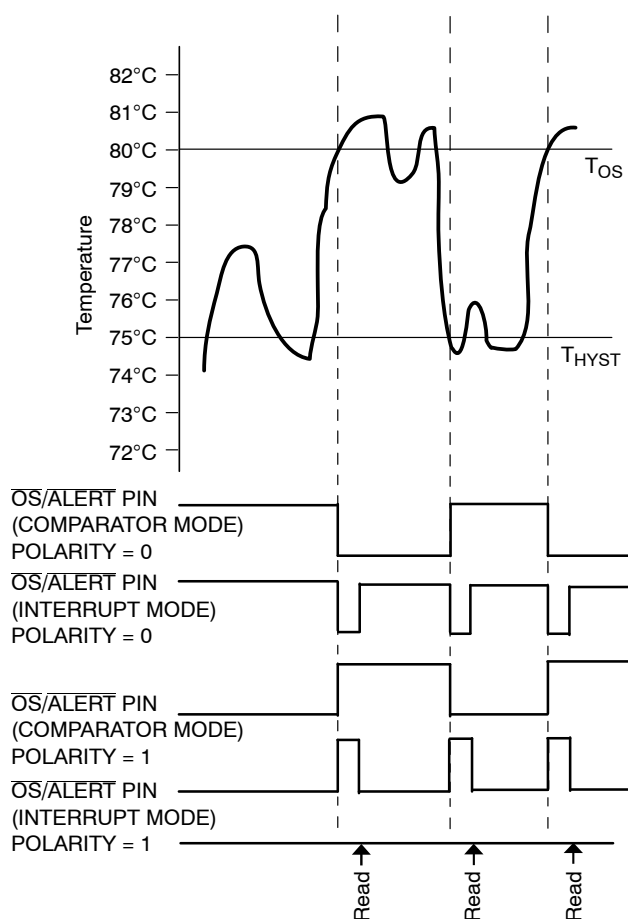 82°C
81°C
80°C
79°C
78°C
77°C
76°C
75°C
74°C
73°C
72°C
Temperature
TOS
THYST
OS/ALERT PIN
(COMPARATOR MODE)
POLARITY = 0
OS/ALERT PIN
(INTERRUPT MODE)
POLARITY = 0
OS/ALERT PIN
(COMPARATOR MODE)
POLARITY = 1
OS/ALERT PIN
(INTERRUPT MODE)
POLARITY = 1
Read
Read
Read